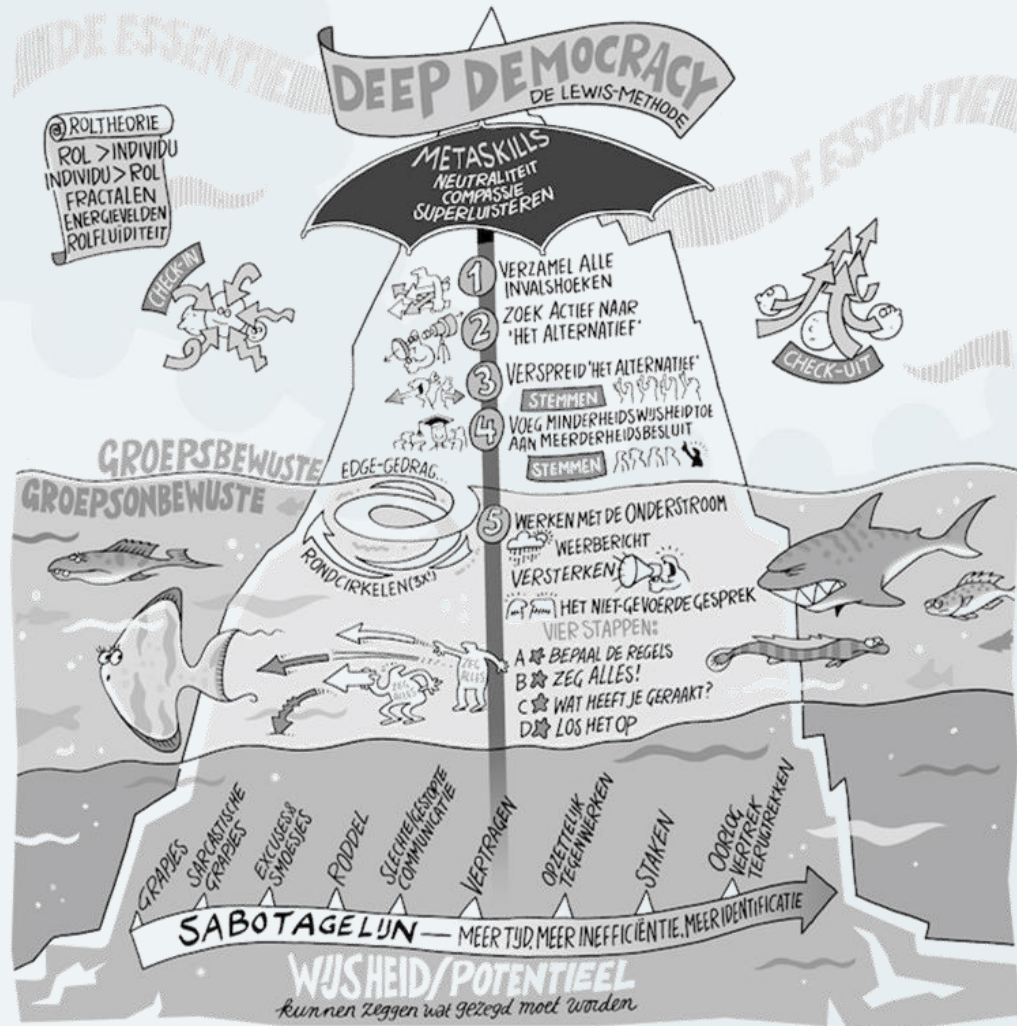 DE ESSENTIE
DEEP DEMOCRACY
DE LEWIS-METHODE
DE ESSENTIE
@ ROLTHEORIE
ROL > INDIVIDU
INDIVIDU > ROL
FRACTALEN
ENERGIEVELDEN
ROLFLUÏDITEIT
METASKILLS
NEUTRALITEIT
COMPASSIE
SUPERLUISTEREN
CHECK-IN
CHECK-UIT
1 VERZAMEL ALLE
INVALSHOEKEN
2 ZOEK ACTIEF NAAR
'HET ALTERNATIEF'
3 VERSPREID 'HET ALTERNATIEF'
STEMMEN
4 VOEG MINDERHEIDSWIJSHEID TOE
AAN MEERDERHEIDSBESLUIT
STEMMEN
GROEPSBEWUSTE
GROEPSONBEWUSTE
EDGE-GEDRAG
RONDCIRKELEN (3X!)
5 WERKEN MET DE ONDERSTROOM
WEERBERICHT
VERSTERKEN
HET NIET-GEVOERDE GESPREK
VIER STAPPEN:
A BEPAAL DE REGELS
B ZEG ALLES!
C WAT HEEFT JE GERAAKT?
D LOS HET OP
ZEG
ALLES
ZEG
ALLES
GRAPJES
SARCASTISCHE
GRAPJES
EXCUSES &
SMOESJES
RODDEL
SLECHTE/GESTOPTE
COMMUNICATIE
VERTRAGEN
OPZETTELIJK
TEGENWERKEN
STAKEN
OORLOG
VERTREK
TERUGTREKKEN
SABOTAGELIJN — MEER TIJD, MEER INEFFICIËNTIE, MEER IDENTIFICATIE
WIJSHEID/POTENTIEEL
kunnen zeggen wat gezegd moet worden